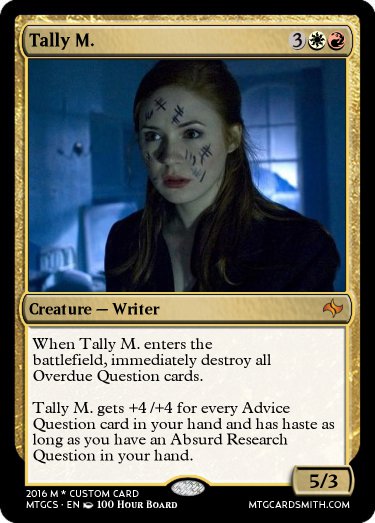 Tally M. 3
Creature — Writer
When Tally M. enters the
battlefield, immediately destroy all
Overdue Question cards.
Tally M. gets +4 /+4 for every Advice
Question card in your hand and has haste as
long as you have an Absurd Research
Question in your hand.
5/3
2016 M * CUSTOM CARD
MTGCS · EN 100 Hour Board
MTGCARDSMITH.COM